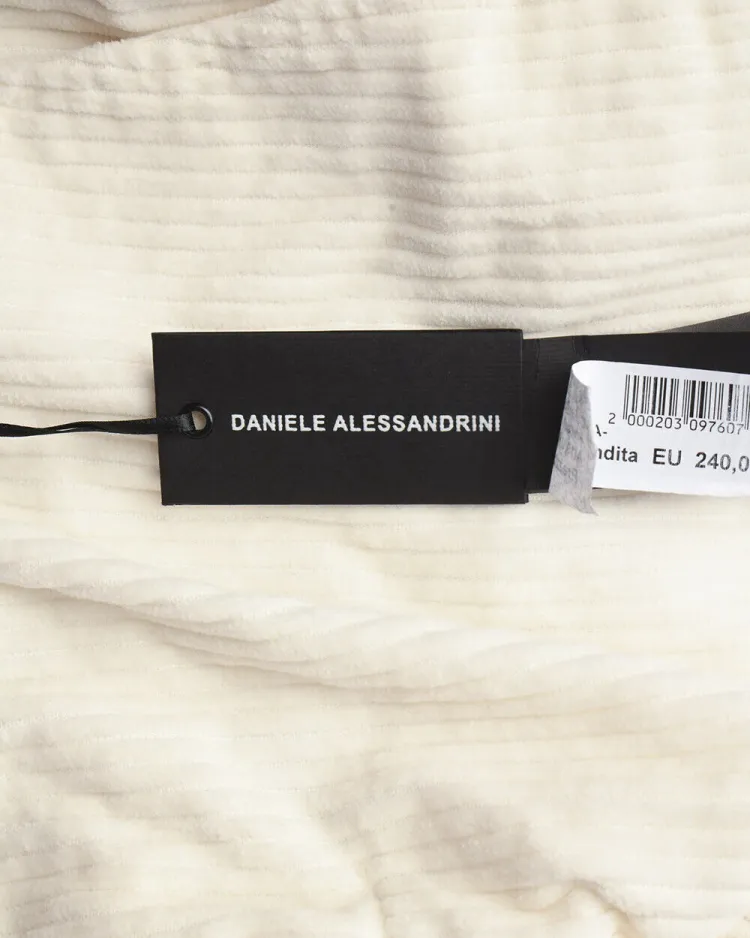 DANIELE ALESSANDRINI
2 000203 097607
A-
ndita EU 240,0